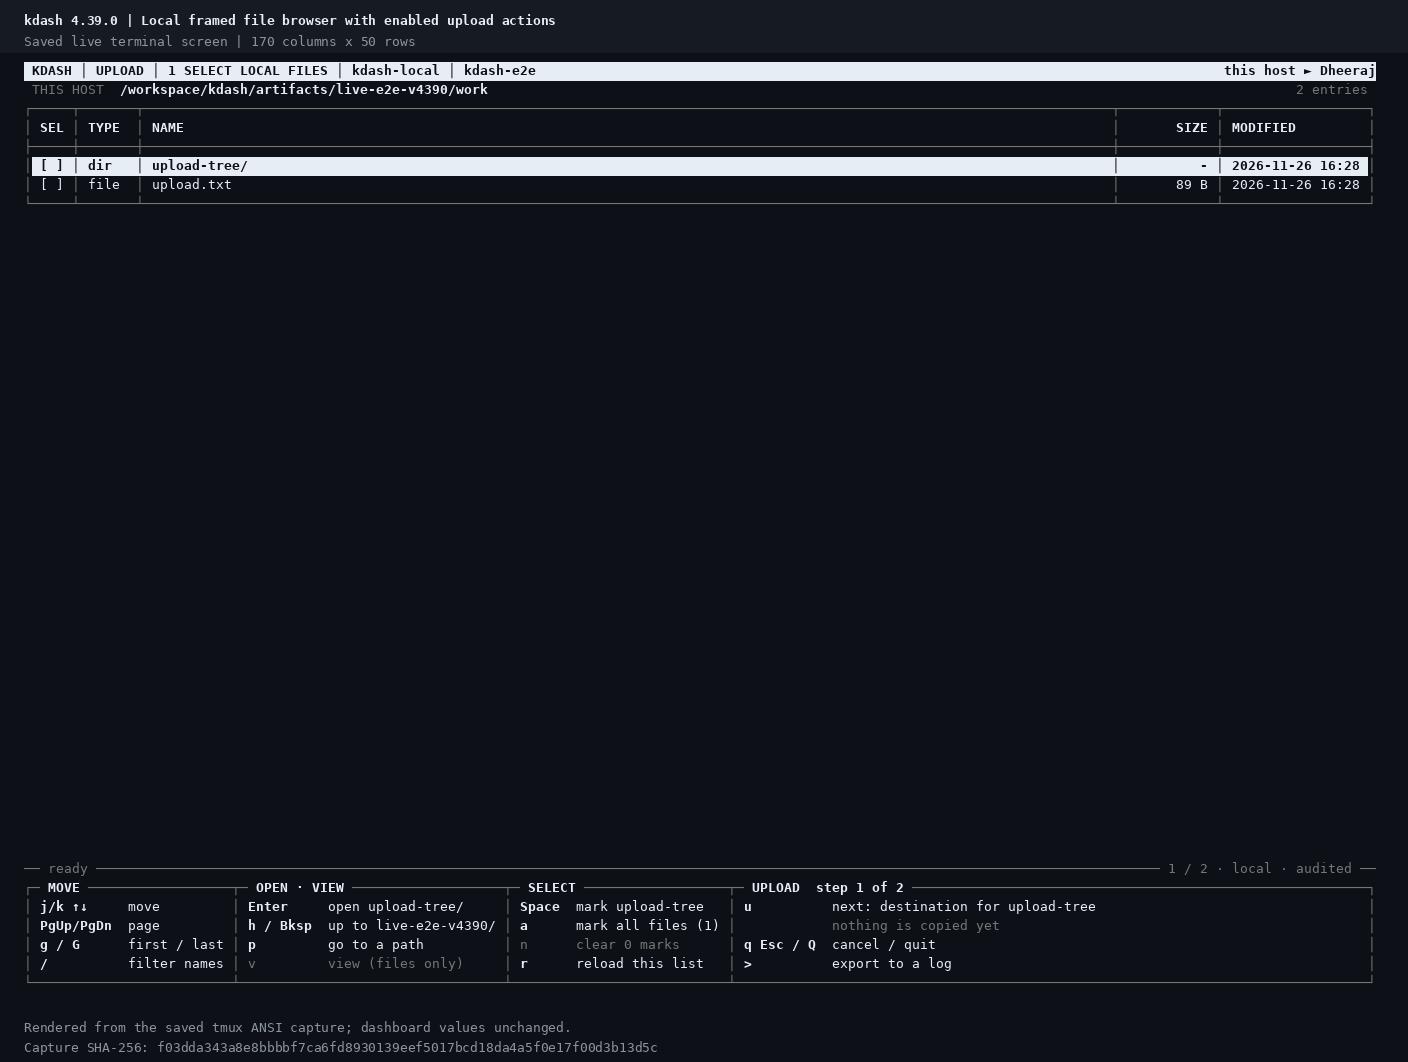 kdash 4.39.0 | Local framed file browser with enabled upload actions
Saved live terminal screen | 170 columns x 50 rows
KDASH │ UPLOAD │ 1 SELECT LOCAL FILES │ kdash-local │ kdash-e2e this host ► Dheeraj
THIS HOST /workspace/kdash/artifacts/live-e2e-v4390/work 2 entries
SEL │ TYPE │ NAME │ SIZE │ MODIFIED
[ ] │ dir │ upload-tree/ │ - │ 2026-11-26 16:28
[ ] │ file │ upload.txt │ 89 B │ 2026-11-26 16:28
ready 1 / 2 · local · audited
MOVE OPEN · VIEW SELECT UPLOAD step 1 of 2
j/k ↑↓ move │ Enter open upload-tree/ │ Space mark upload-tree │ u next: destination for upload-tree
PgUp/PgDn page │ h / Bksp up to live-e2e-v4390/ │ a mark all files (1) │ nothing is copied yet
g / G first / last │ p go to a path │ n clear 0 marks │ q Esc / Q cancel / quit
/ filter names │ v view (files only) │ r reload this list │ > export to a log
Rendered from the saved tmux ANSI capture; dashboard values unchanged.
Capture SHA-256: f03dda343a8e8bbbbf7ca6fd8930139eef5017bcd18da4a5f0e17f00d3b13d5c